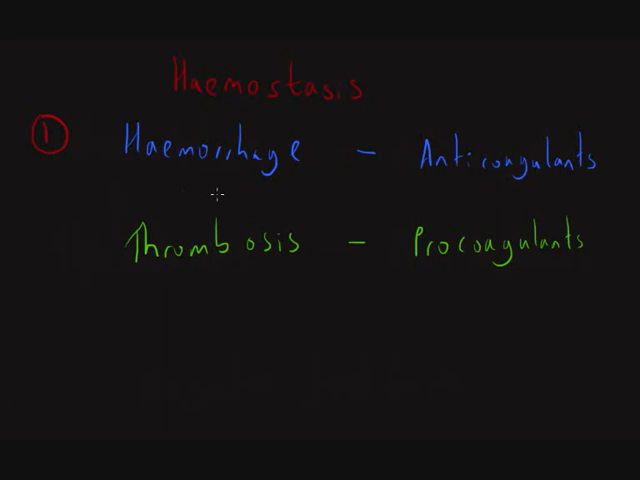 Haemostasis
① Haemorrhage - Anticoagulants
Thrombosis - Procoagulants